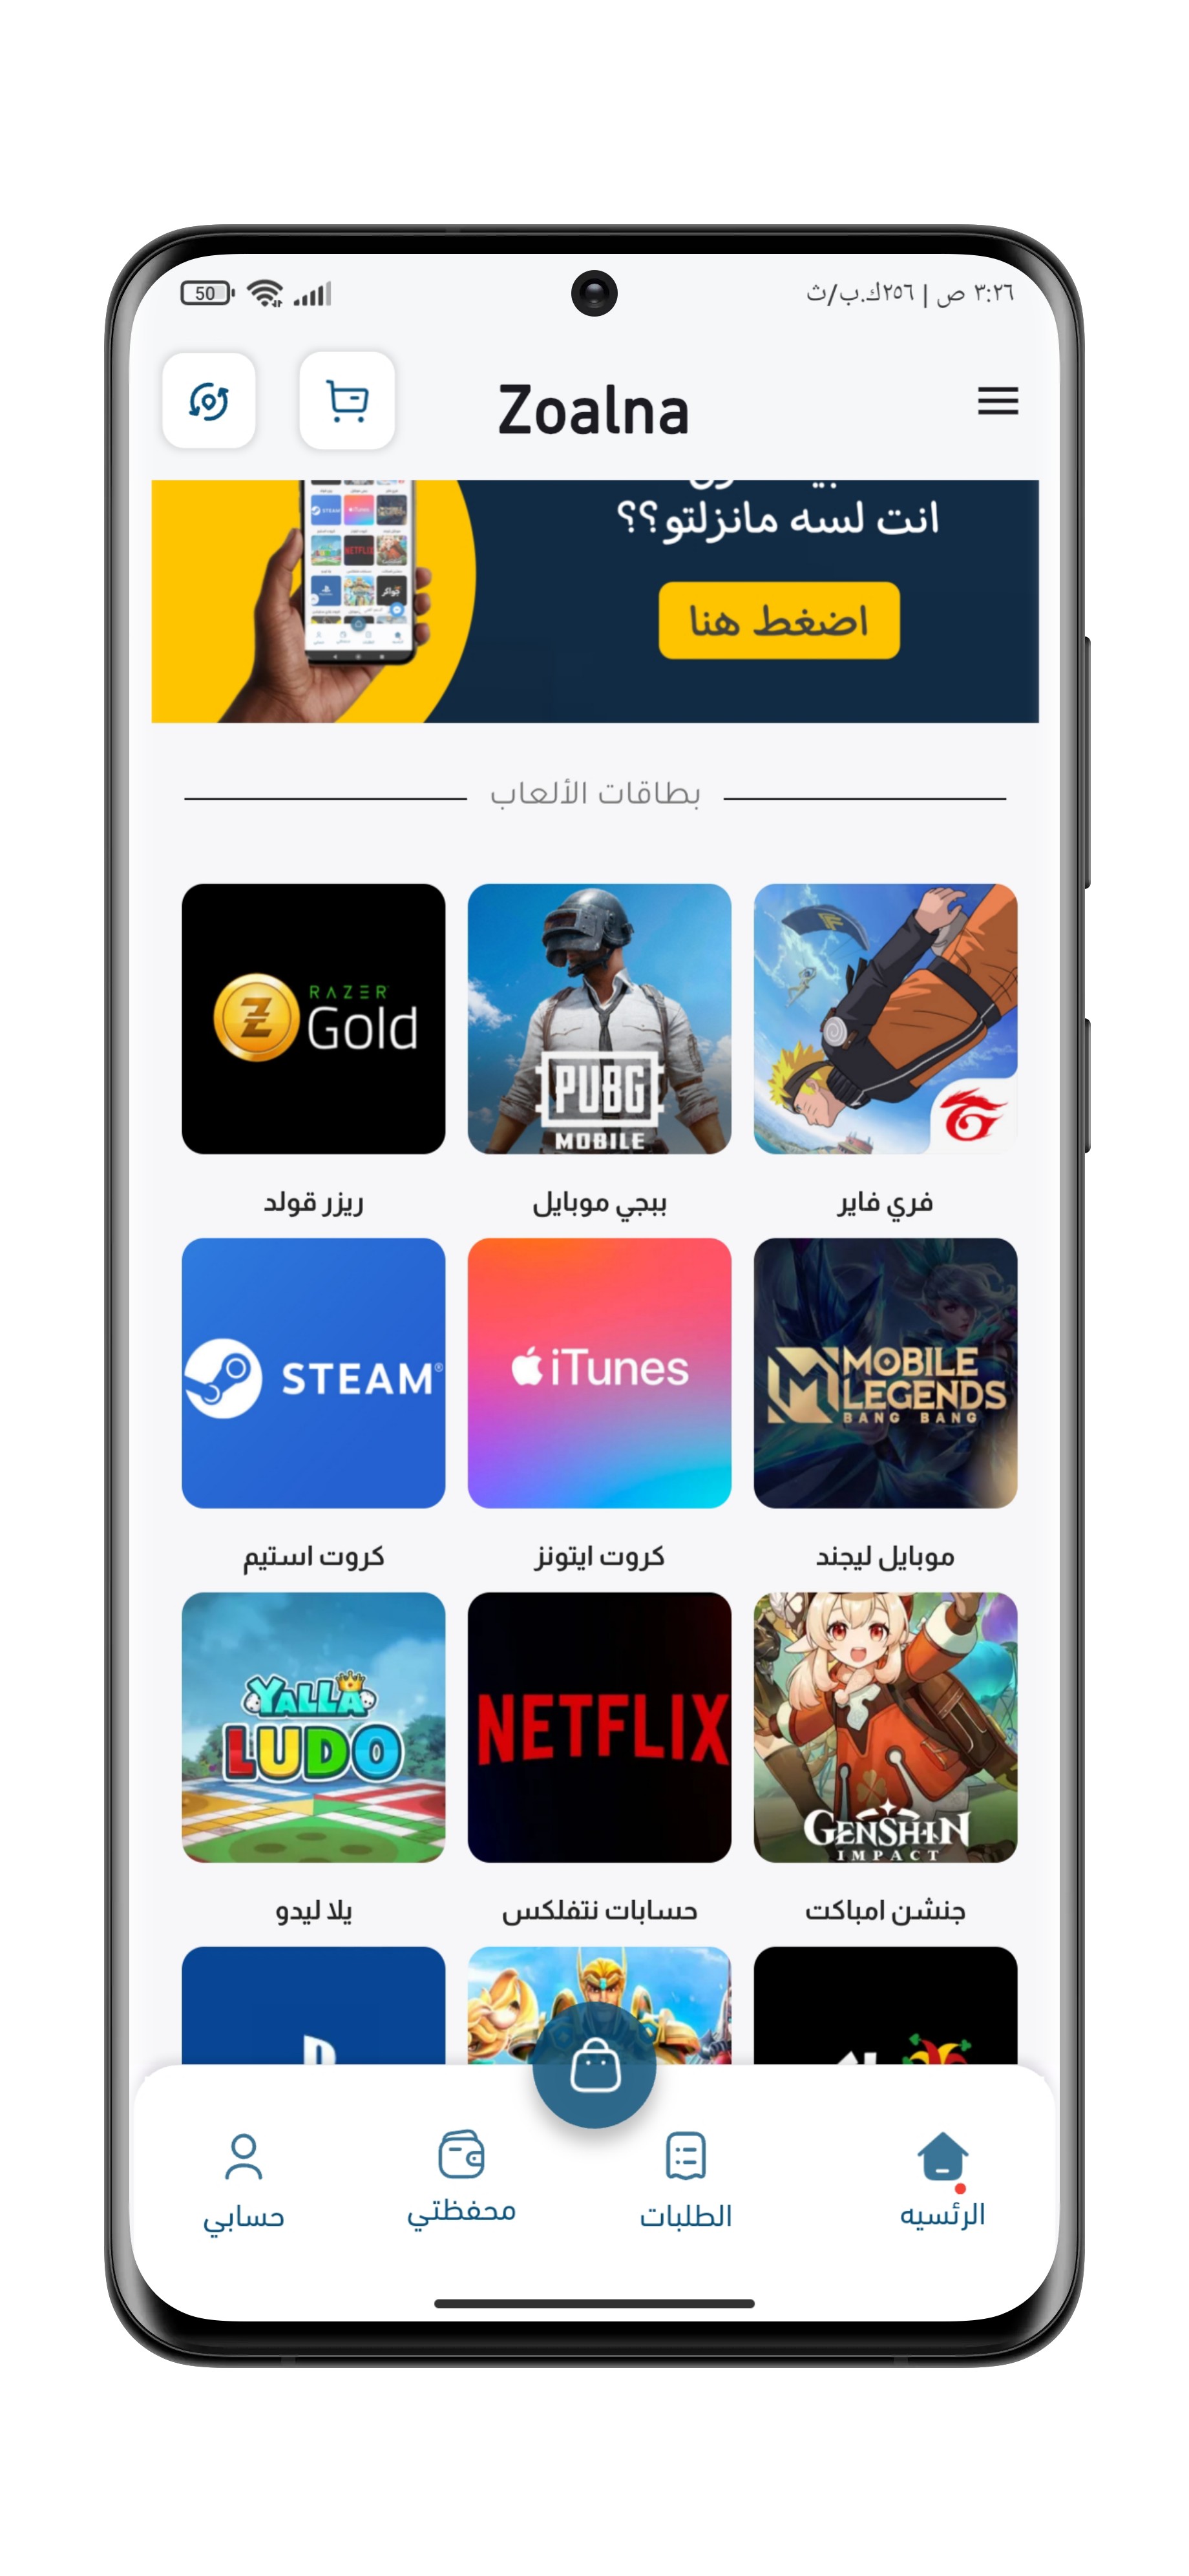 ٣:٢٦ ص | ٢٥٦ك.ب/ث
50
Zoalna
انت لسه مانزلتو؟؟
اضغط هنا
بطاقات الألعاب
RAZER
Gold
PUBG
MOBILE
فري فاير
ببجي موبايل
ريزر قولد
MOBILE
LEGENDS
BANG BANG
iTunes
STEAM®
موبايل ليجند
كروت ايتونز
كروت استيم
GENSHIN
IMPACT
NETFLIX
YALLA
LUDO
جنشن امباكت
حسابات نتفلكس
يلا ليدو
الرئسيه
الطلبات
محفظتي
حسابي